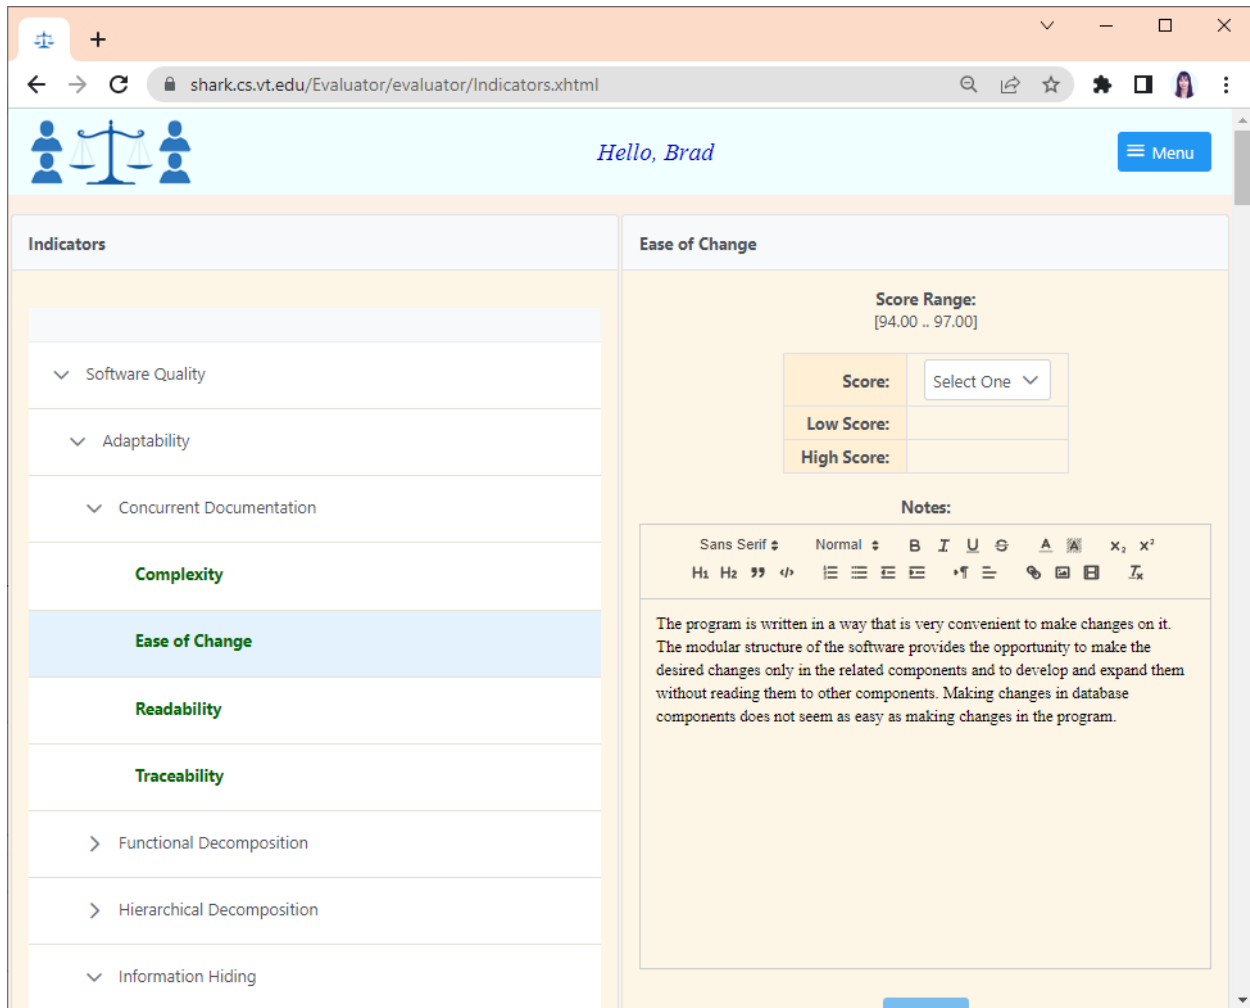 shark.cs.vt.edu/Evaluator/evaluator/Indicators.xhtml
Hello, Brad
Menu
Indicators
Software Quality
Adaptability
Concurrent Documentation
Complexity
Ease of Change
Readability
Traceability
Functional Decomposition
Hierarchical Decomposition
Information Hiding
Ease of Change
Score Range:
[94.00 .. 97.00]
Score: Select One
Low Score:
High Score:
Notes:
Sans Serif Normal B I U S A A X₂ X²
H1 H2
The program is written in a way that is very convenient to make changes on it.
The modular structure of the software provides the opportunity to make the
desired changes only in the related components and to develop and expand them
without reading them to other components. Making changes in database
components does not seem as easy as making changes in the program.